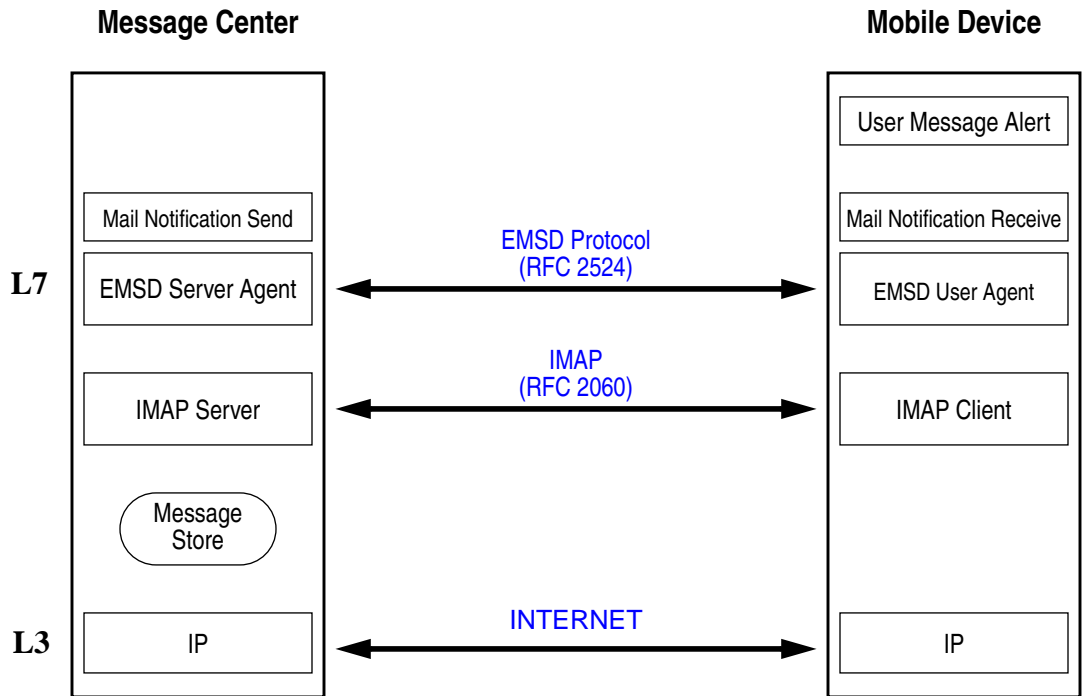 Message Center
Mobile Device
User Message Alert
Mail Notification Send
Mail Notification Receive
EMSD Protocol
(RFC 2524)
L7
EMSD Server Agent
EMSD User Agent
IMAP
(RFC 2060)
IMAP Server
IMAP Client
Message
Store
INTERNET
L3
IP
IP